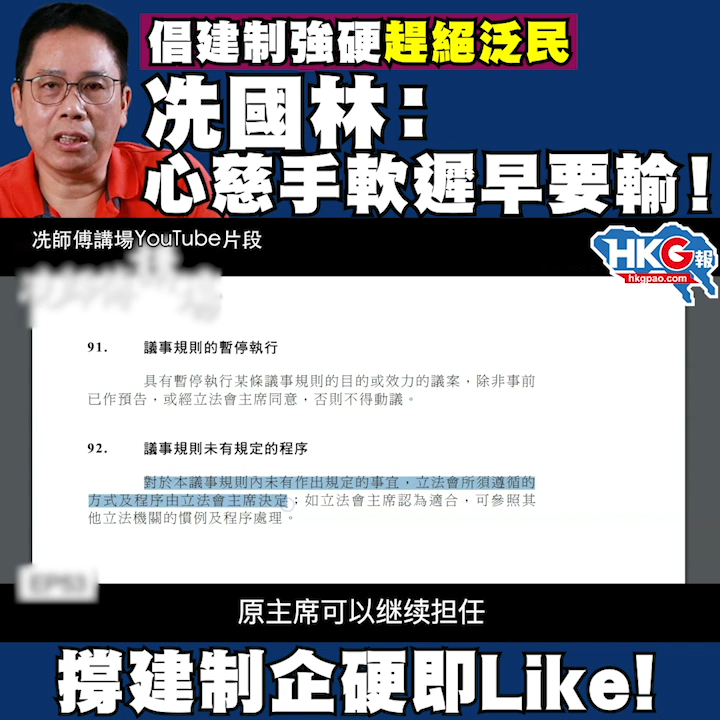 倡建制強硬趕絕泛民
冼國林：
心慈手軟遲早要輸！
冼師傅講場YouTube片段
HKG報
hkgpao.com
91. 議事規則的暫停執行
具有暫停執行某條議事規則的目的或效力的議案，除非事前
已作預告，或經立法會主席同意，否則不得動議。
92. 議事規則未有規定的程序
對於本議事規則內未有作出規定的事宜，立法會所須遵循的
方式及程序由立法會主席決定；如立法會主席認為適合，可參照其
他立法機關的慣例及程序處理。
EP53
原主席可以继续担任
撐建制企硬即Like!